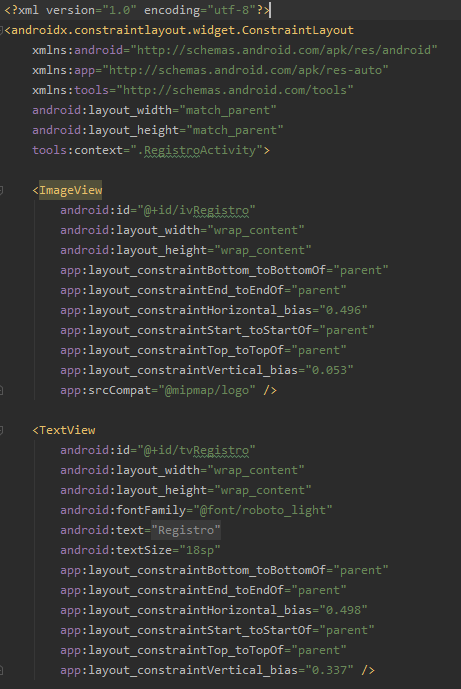 <?xml version="1.0" encoding="utf-8"?>
<androidx.constraintlayout.widget.ConstraintLayout
xmlns:android="http://schemas.android.com/apk/res/android"
xmlns:app="http://schemas.android.com/apk/res-auto"
xmlns:tools="http://schemas.android.com/tools"
android:layout_width="match_parent"
android:layout_height="match_parent"
tools:context=".RegistroActivity">
<ImageView
android:id="@+id/ivRegistro"
android:layout_width="wrap_content"
android:layout_height="wrap_content"
app:layout_constraintBottom_toBottomOf="parent"
app:layout_constraintEnd_toEndOf="parent"
app:layout_constraintHorizontal_bias="0.496"
app:layout_constraintStart_toStartOf="parent"
app:layout_constraintTop_toTopOf="parent"
app:layout_constraintVertical_bias="0.053"
app:srcCompat="@mipmap/logo" />
<TextView
android:id="@+id/tvRegistro"
android:layout_width="wrap_content"
android:layout_height="wrap_content"
android:fontFamily="@font/roboto_light"
android:text="Registro"
android:textSize="18sp"
app:layout_constraintBottom_toBottomOf="parent"
app:layout_constraintEnd_toEndOf="parent"
app:layout_constraintHorizontal_bias="0.498"
app:layout_constraintStart_toStartOf="parent"
app:layout_constraintTop_toTopOf="parent"
app:layout_constraintVertical_bias="0.337" />